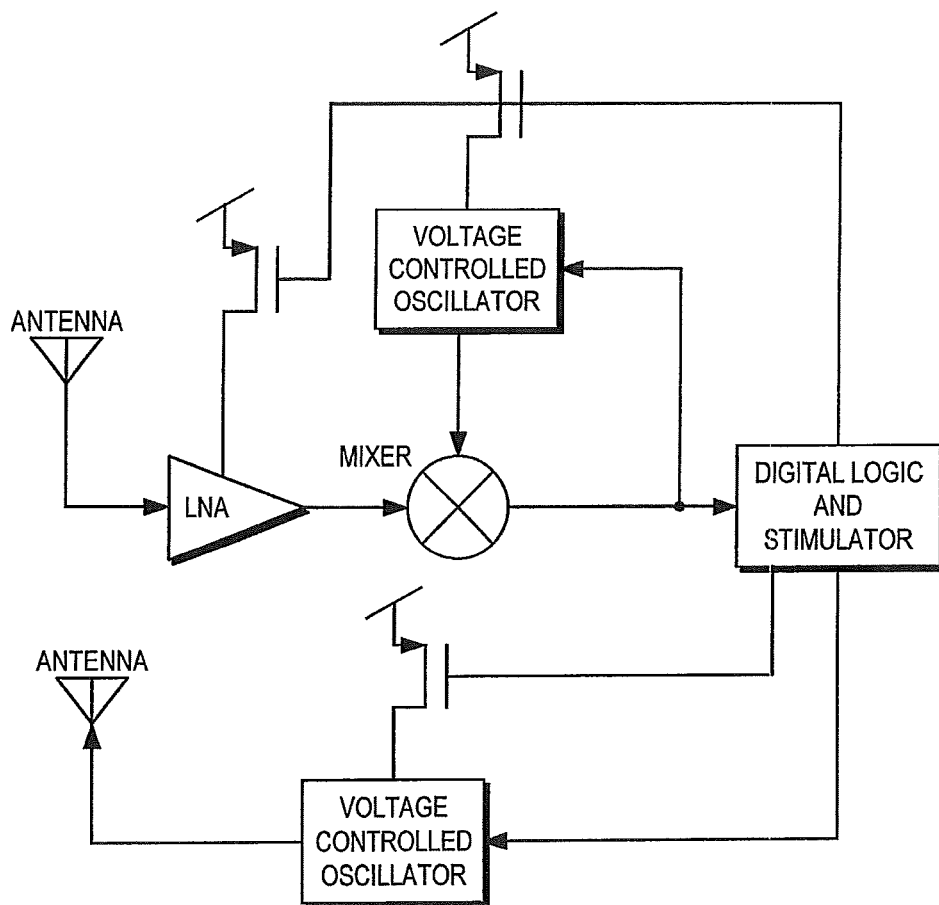 VOLTAGE
CONTROLLED
OSCILLATOR
ANTENNA
MIXER
LNA
DIGITAL LOGIC
AND
STIMULATOR
ANTENNA
VOLTAGE
CONTROLLED
OSCILLATOR